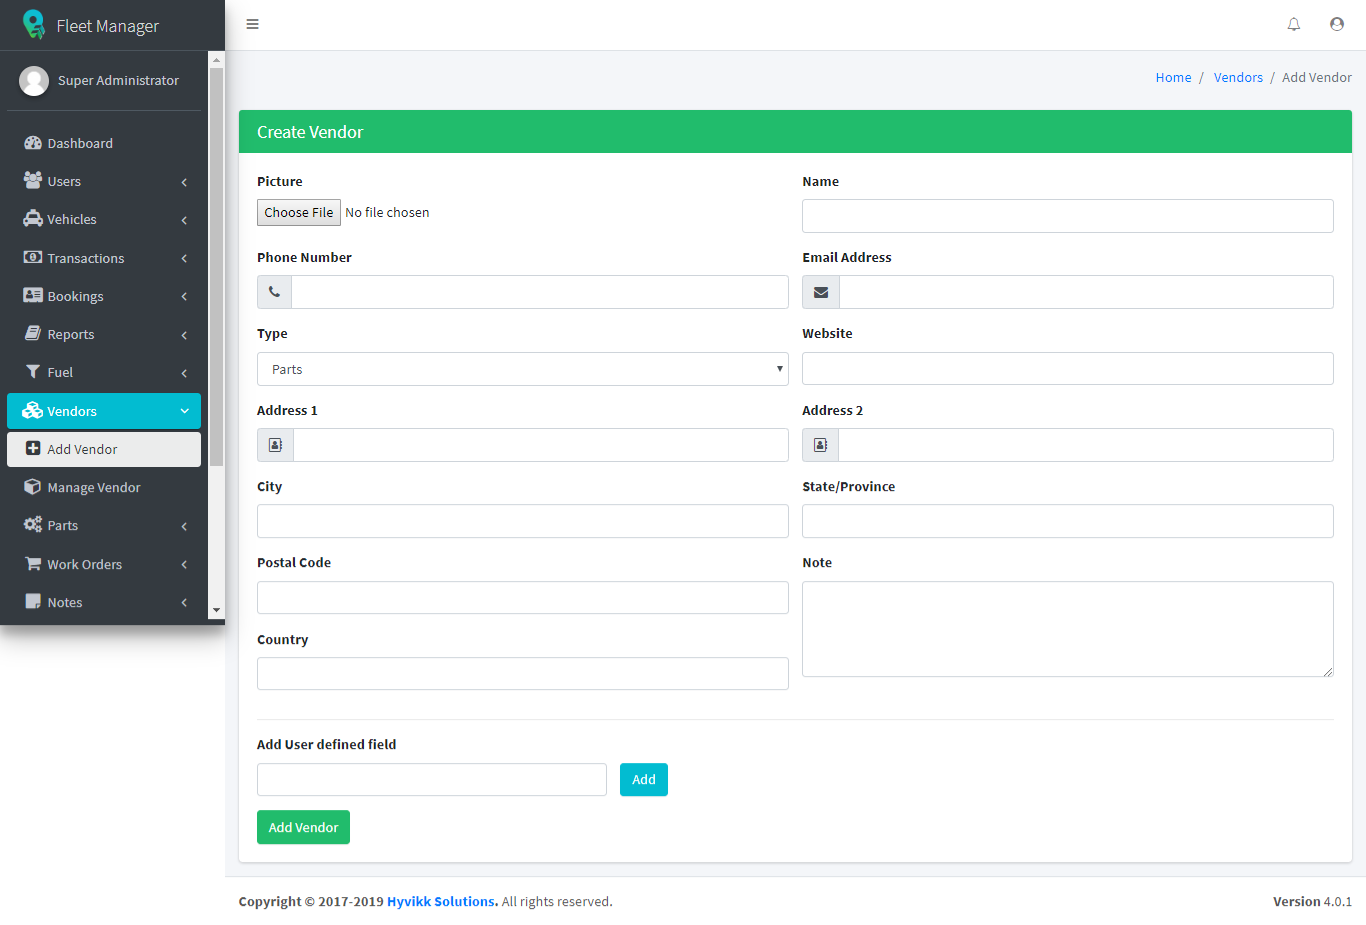 Fleet Manager
Super Administrator
Dashboard
Users
Vehicles
Transactions
Bookings
Reports
Fuel
Vendors
Add Vendor
Manage Vendor
Parts
Work Orders
Notes
Home / Vendors / Add Vendor
Create Vendor
Picture
Choose File No file chosen
Name
Phone Number
Email Address
Type
Parts
Website
Address 1
Address 2
City
State/Province
Postal Code
Note
Country
Add User defined field
Add
Add Vendor
Copyright © 2017-2019 Hyvikk Solutions. All rights reserved.
Version 4.0.1